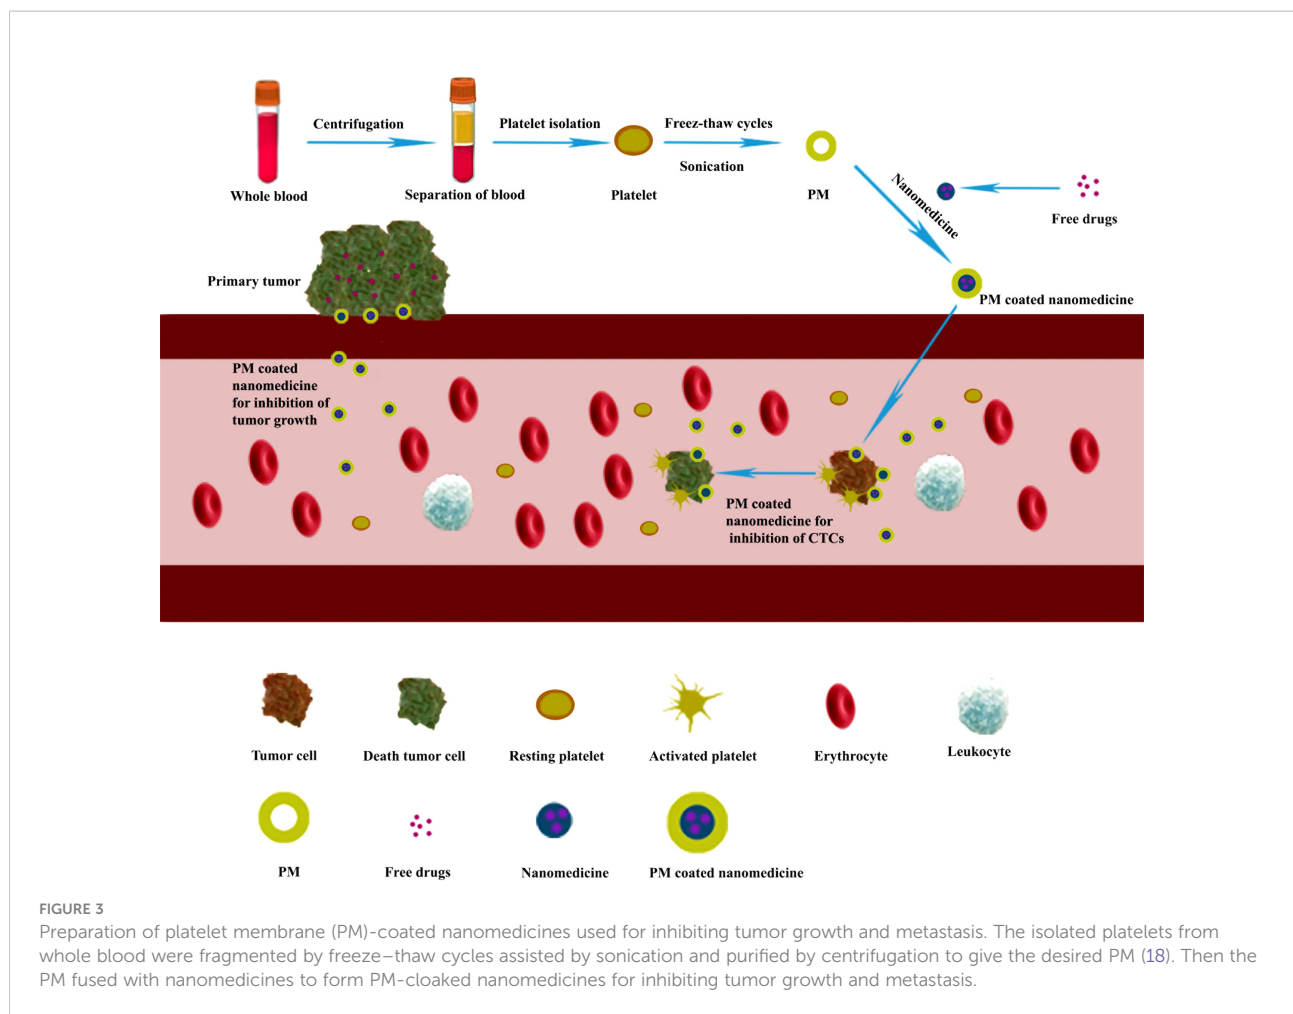 Centrifugation
Platelet isolation
Freez-thaw cycles
Sonication
Whole blood
Separation of blood
Platelet
PM
Nanomedicine
Free drugs
Primary tumor
PM coated nanomedicine
PM coated
nanomedicine
for inhibition of
tumor growth
PM coated
nanomedicine for
inhibition of CTCs
Tumor cell
Death tumor cell
Resting platelet
Activated platelet
Erythrocyte
Leukocyte
PM
Free drugs
Nanomedicine
PM coated nanomedicine
FIGURE 3
Preparation of platelet membrane (PM)-coated nanomedicines used for inhibiting tumor growth and metastasis. The isolated platelets from
whole blood were fragmented by freeze–thaw cycles assisted by sonication and purified by centrifugation to give the desired PM (18). Then the
PM fused with nanomedicines to form PM-cloaked nanomedicines for inhibiting tumor growth and metastasis.